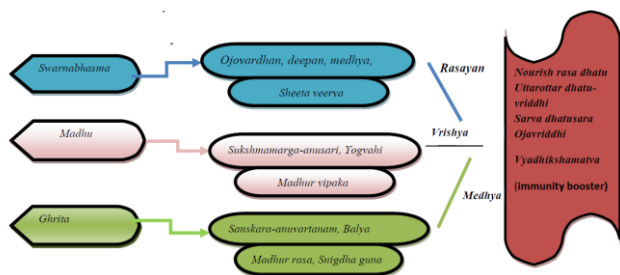 Swarnabhasma
Ojovardhan, deepan, medhya,
Sheeta veerya
Madhu
Sukshmamarga-anusari, Yogvahi
Madhur vipaka
Ghrita
Sanskara-anuvartanam, Balya
Madhur rasa, Snigdha guna
Rasayan
Vrishya
Medhya
Nourish rasa dhatu
Uttarottar dhatu-
vriddhi
Sarva dhatusara
Ojavriddhi
Vyadhikshamatva
(immunity booster)